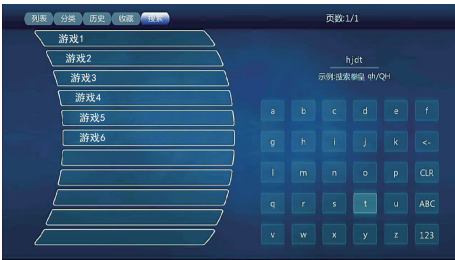 列表 分类 历史 收藏 搜索
页数:1/1
游戏1
游戏2
游戏3
游戏4
游戏5
游戏6
hjdt
示例:搜索拳皇 qh/QH
a b c d e f
g h i j k <-
l m n o p CLR
q r s t u ABC
v w x y z 123